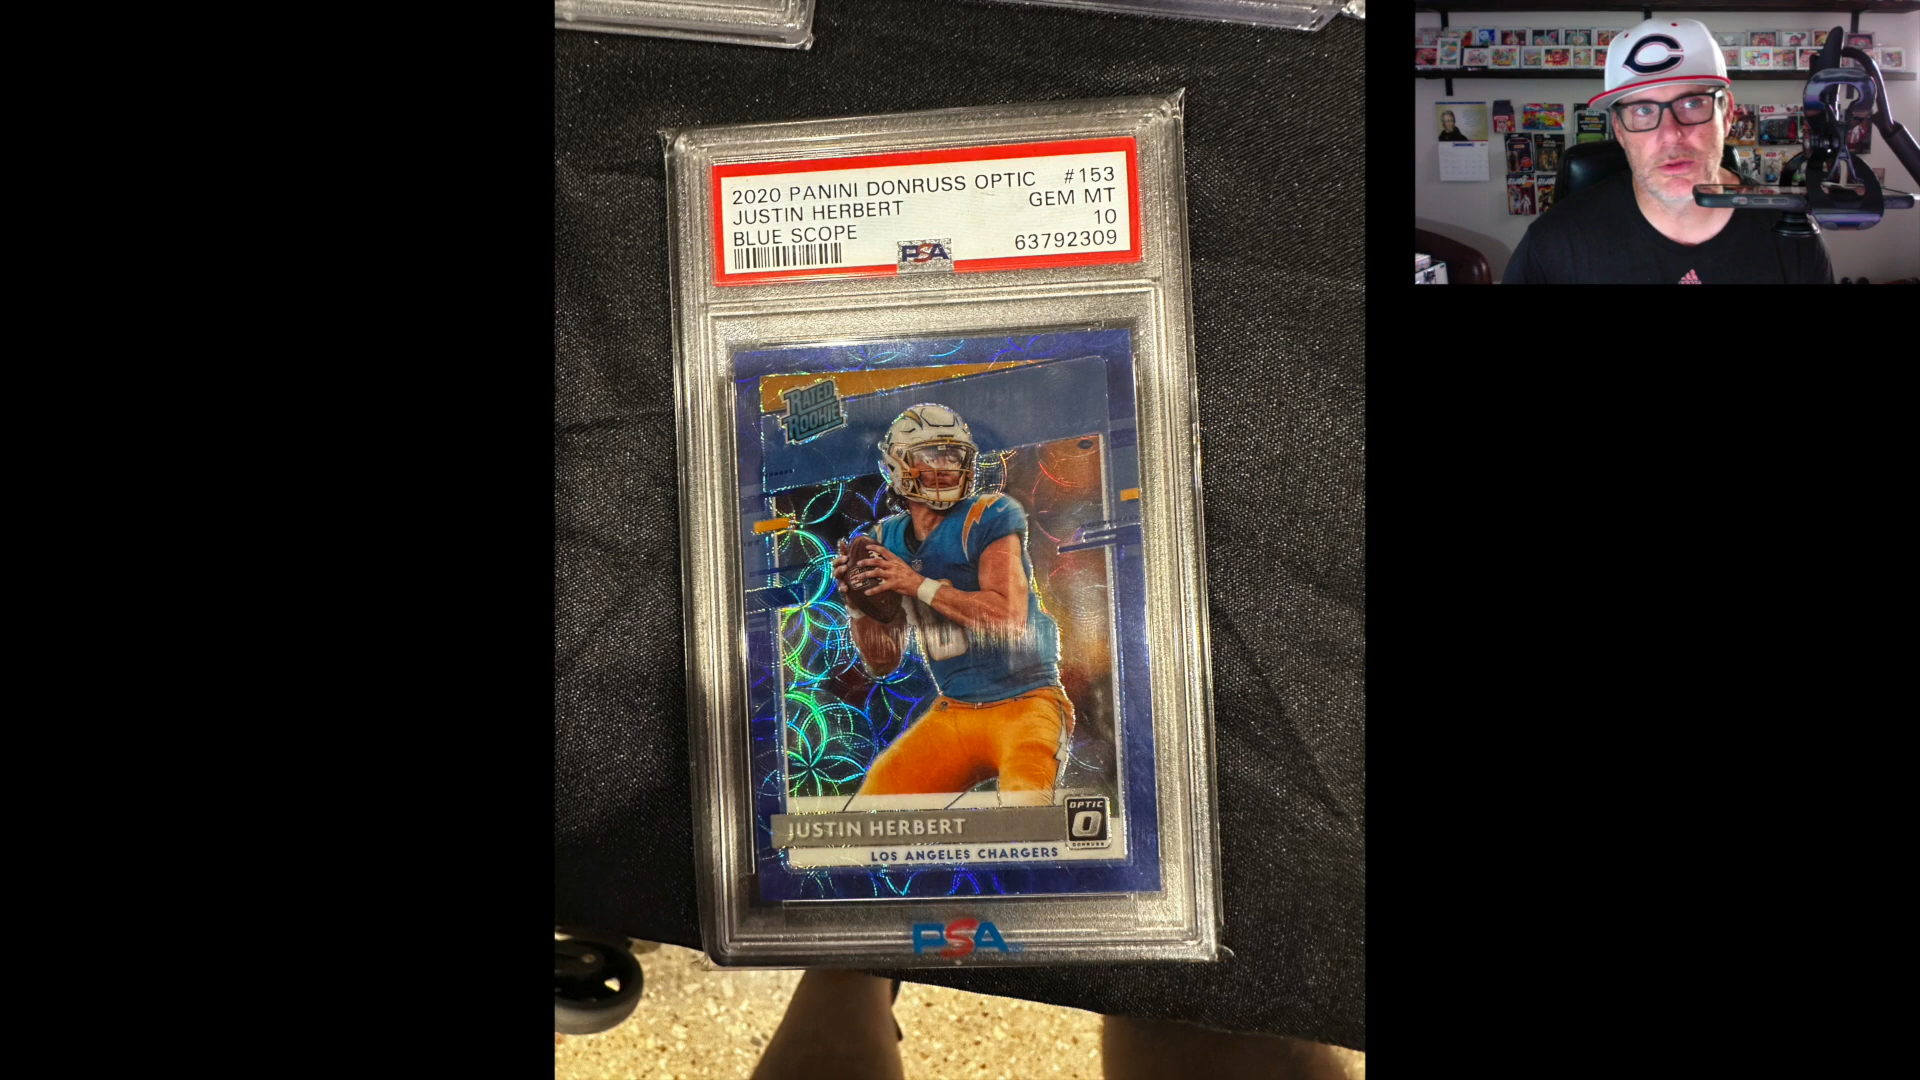 2020 PANINI DONRUSS OPTIC #153
JUSTIN HERBERT GEM MT
BLUE SCOPE 10
63792309
PSA
RATED
ROOKIE
JUSTIN HERBERT
OPTIC
O
DONRUSS
LOS ANGELES CHARGERS
PSA
C